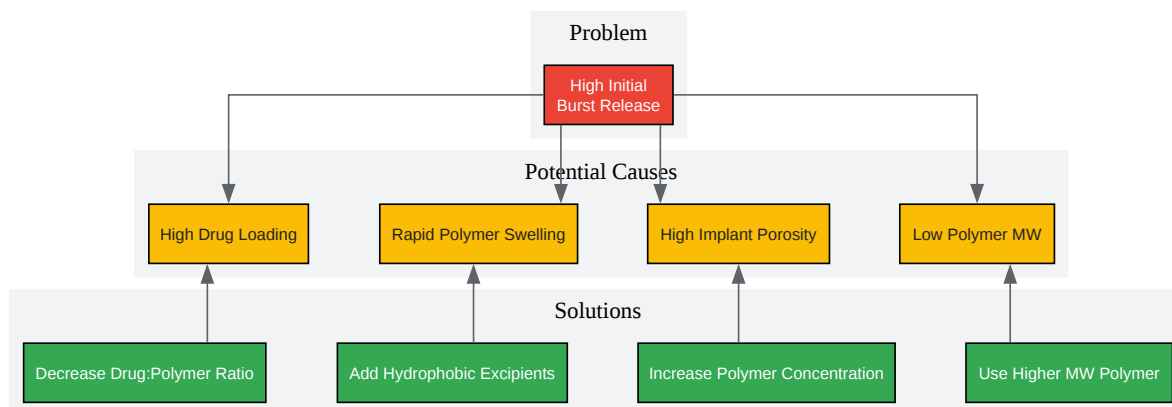 Problem
High Initial
Burst Release
Potential Causes
High Drug Loading
Rapid Polymer Swelling
High Implant Porosity
Low Polymer MW
Solutions
Decrease Drug:Polymer Ratio
Add Hydrophobic Excipients
Increase Polymer Concentration
Use Higher MW Polymer